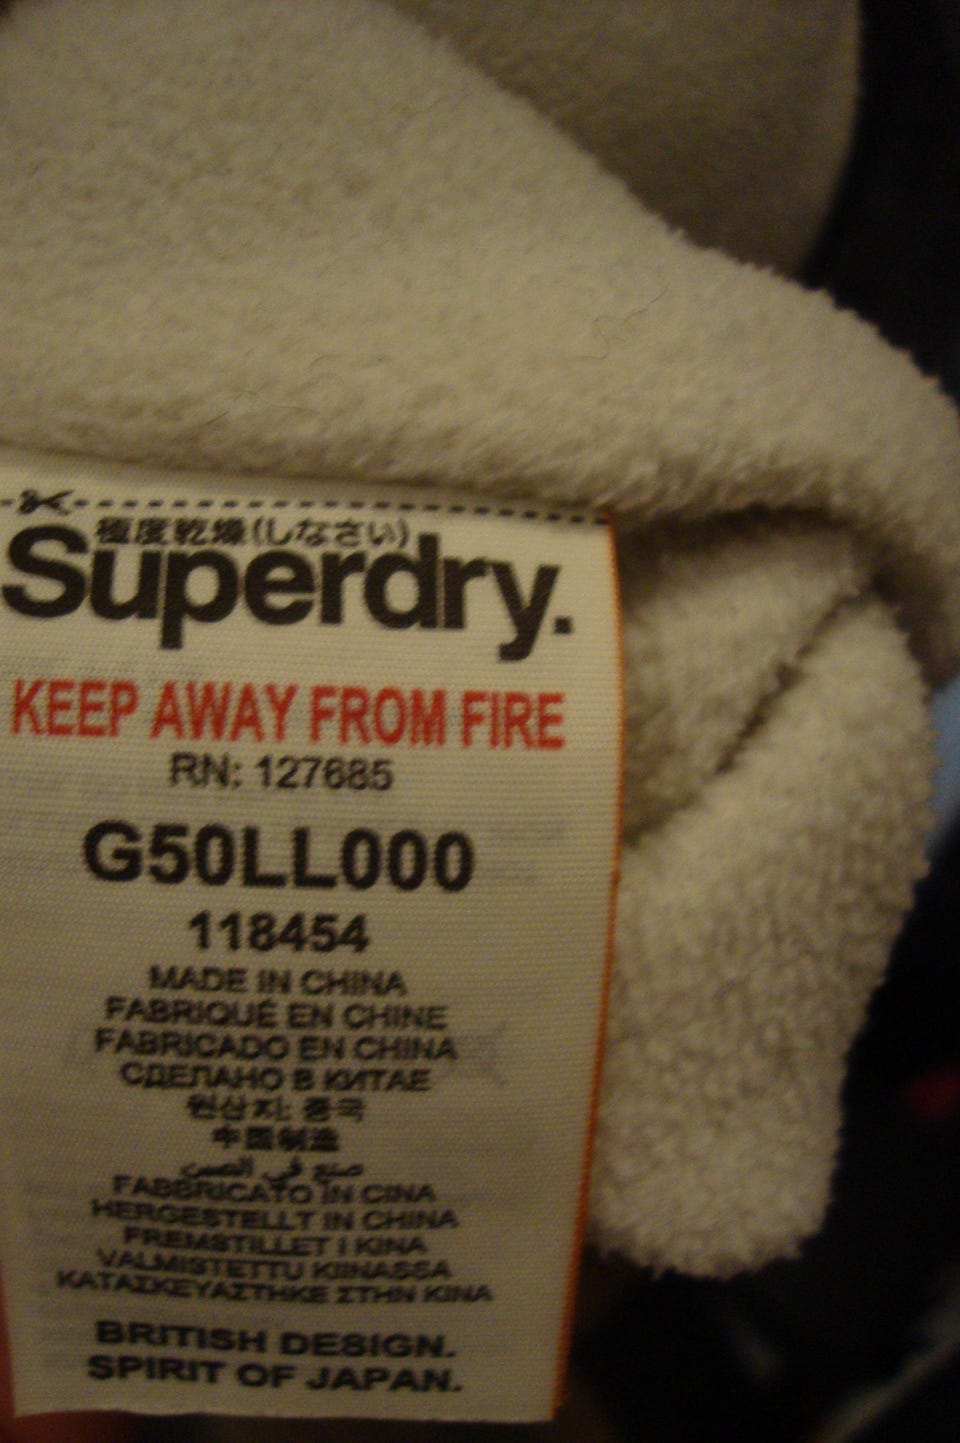 極度乾燥(しなさい)
Superdry.
KEEP AWAY FROM FIRE
RN: 127685
G50LL000
118454
MADE IN CHINA
FABRIQUÉ EN CHINE
FABRICADO EN CHINA
СДЕЛАНО В КИТАЕ
원산지: 중국
中国制造
صنع في الصين
FABBRICATO IN CINA
HERGESTELLT IN CHINA
FREMSTILLET I KINA
VALMISTETTU KIINASSA
ΚΑΤΑΣΚΕΥΑΣΤΗΚΕ ΣΤΗΝ ΚΙΝΑ
BRITISH DESIGN.
SPIRIT OF JAPAN.